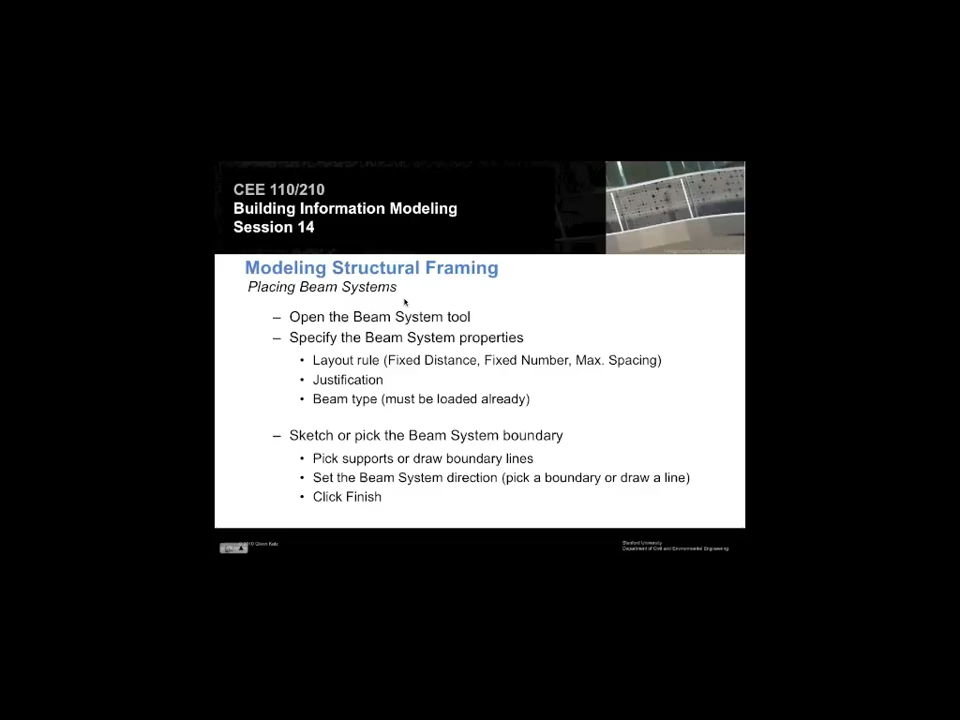 CEE 110/210
Building Information Modeling
Session 14
Modeling Structural Framing
Placing Beam Systems
– Open the Beam System tool
– Specify the Beam System properties
• Layout rule (Fixed Distance, Fixed Number, Max. Spacing)
• Justification
• Beam type (must be loaded already)
– Sketch or pick the Beam System boundary
• Pick supports or draw boundary lines
• Set the Beam System direction (pick a boundary or draw a line)
• Click Finish
Glenn Katz
Stanford University
Department of Civil and Environmental Engineering